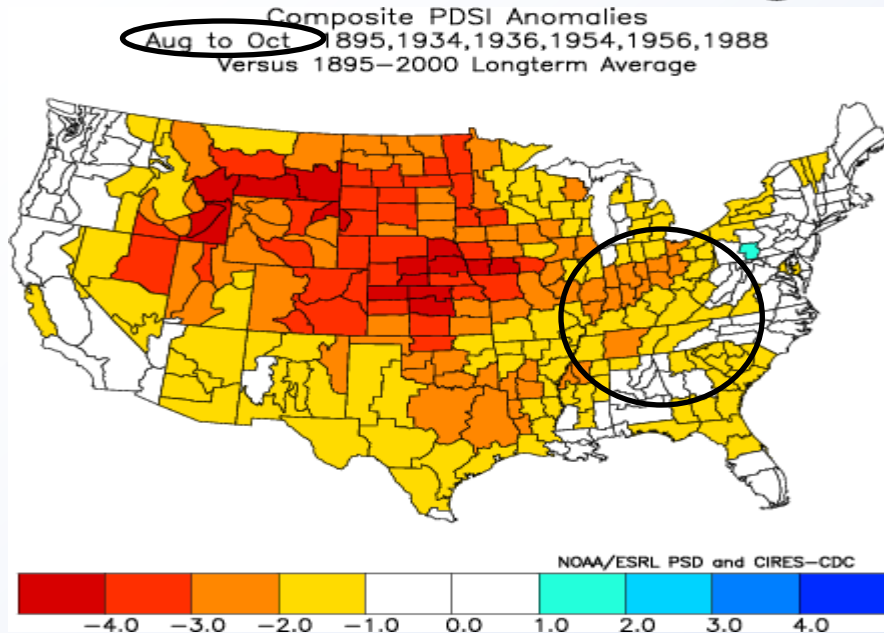 Composite PDSI Anomalies
Aug to Oct 1895,1934,1936,1954,1956,1988
Versus 1895–2000 Longterm Average
NOAA/ESRL PSD and CIRES–CDC
−4.0 −3.0 −2.0 −1.0 0.0 1.0 2.0 3.0 4.0